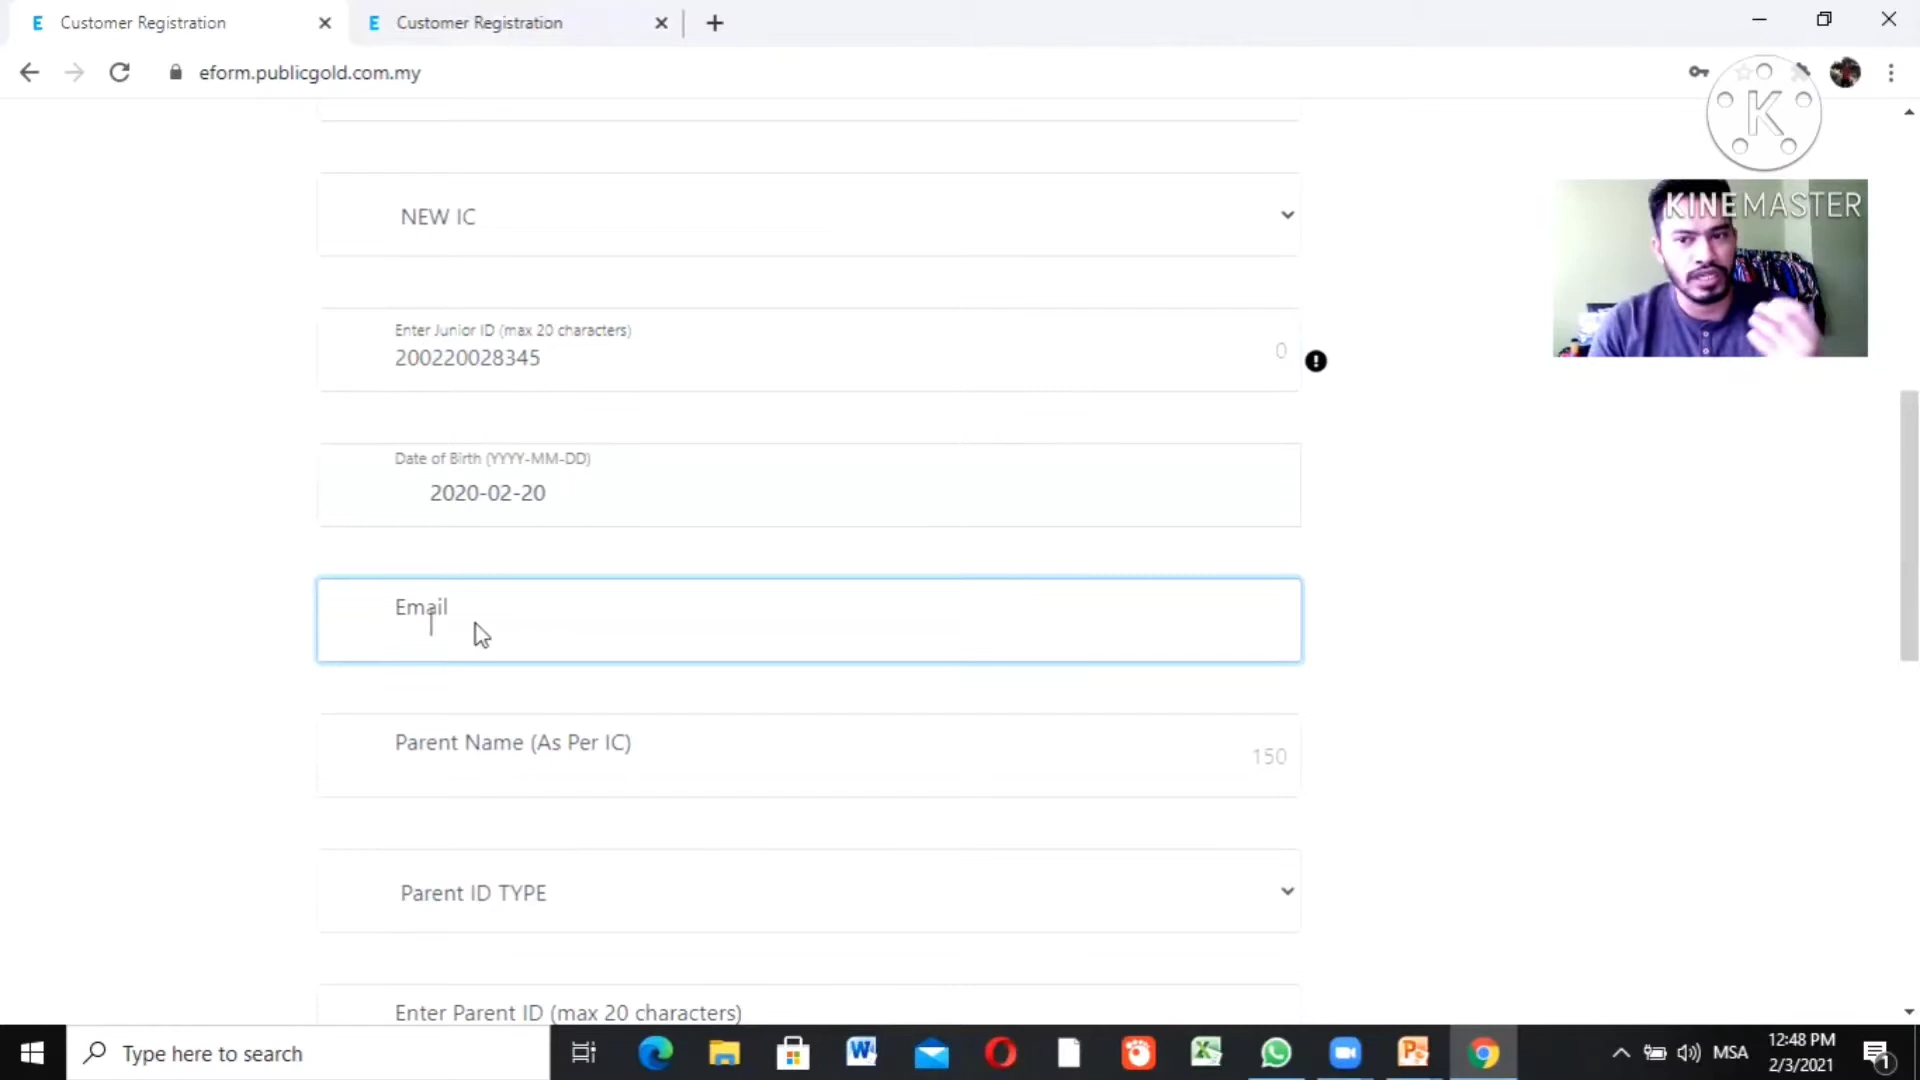 E Customer Registration
E Customer Registration
eform.publicgold.com.my
K
KINEMASTER
NEW IC
Enter Junior ID (max 20 characters)
200220028345
0
Date of Birth (YYYY-MM-DD)
2020-02-20
Email
Parent Name (As Per IC)
150
Parent ID TYPE
Enter Parent ID (max 20 characters)
Type here to search
MSA
12:48 PM
2/3/2021
1